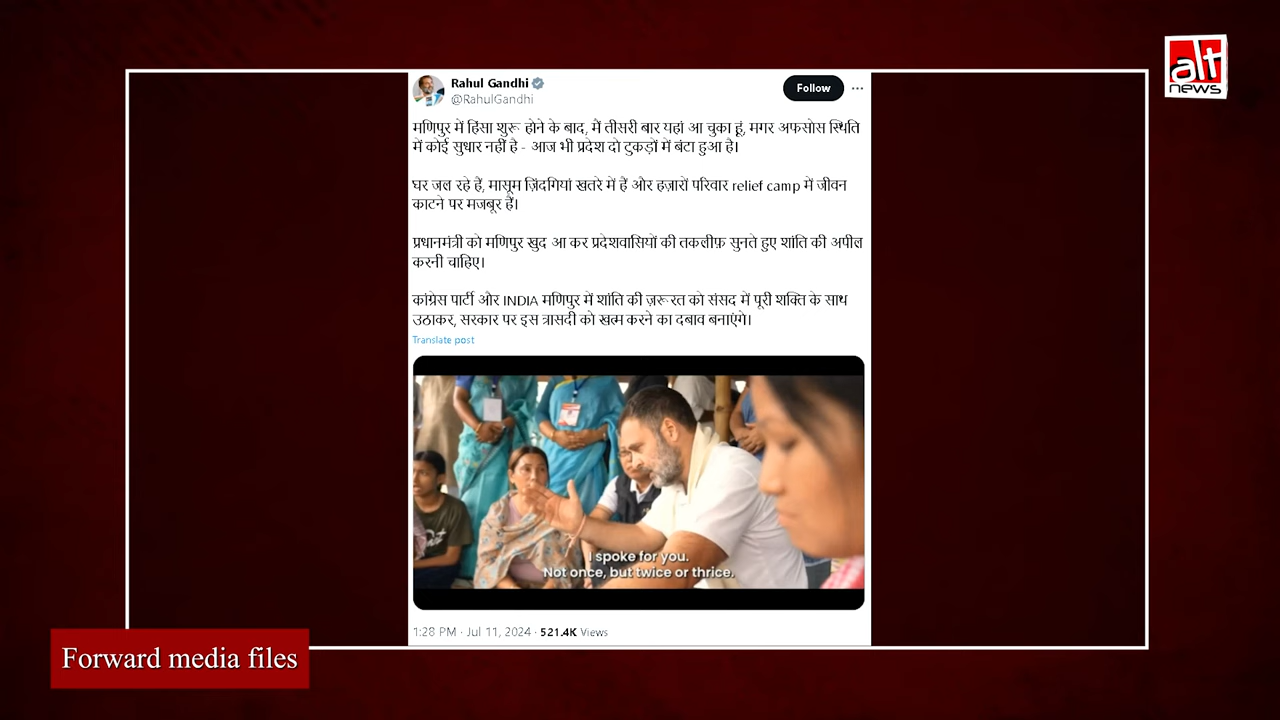 alt
news
Rahul Gandhi
@RahulGandhi
Follow
मणिपुर में हिंसा शुरू होने के बाद, मैं तीसरी बार यहां आ चुका हूं, मगर अफसोस स्थिति
में कोई सुधार नहीं है - आज भी प्रदेश दो टुकड़ों में बंटा हुआ है।
घर जल रहे हैं, मासूम ज़िंदगियां खतरे में हैं और हज़ारों परिवार relief camp में जीवन
काटने पर मजबूर हैं।
प्रधानमंत्री को मणिपुर खुद आ कर प्रदेशवासियों की तकलीफ़ सुनते हुए शांति की अपील
करनी चाहिए।
कांग्रेस पार्टी और INDIA मणिपुर में शांति की ज़रूरत को संसद में पूरी शक्ति के साथ
उठाकर, सरकार पर इस त्रासदी को खत्म करने का दबाव बनाएंगे।
Translate post
I spoke for you.
Not once, but twice or thrice.
1:28 PM · Jul 11, 2024 · 521.4K Views
Forward media files